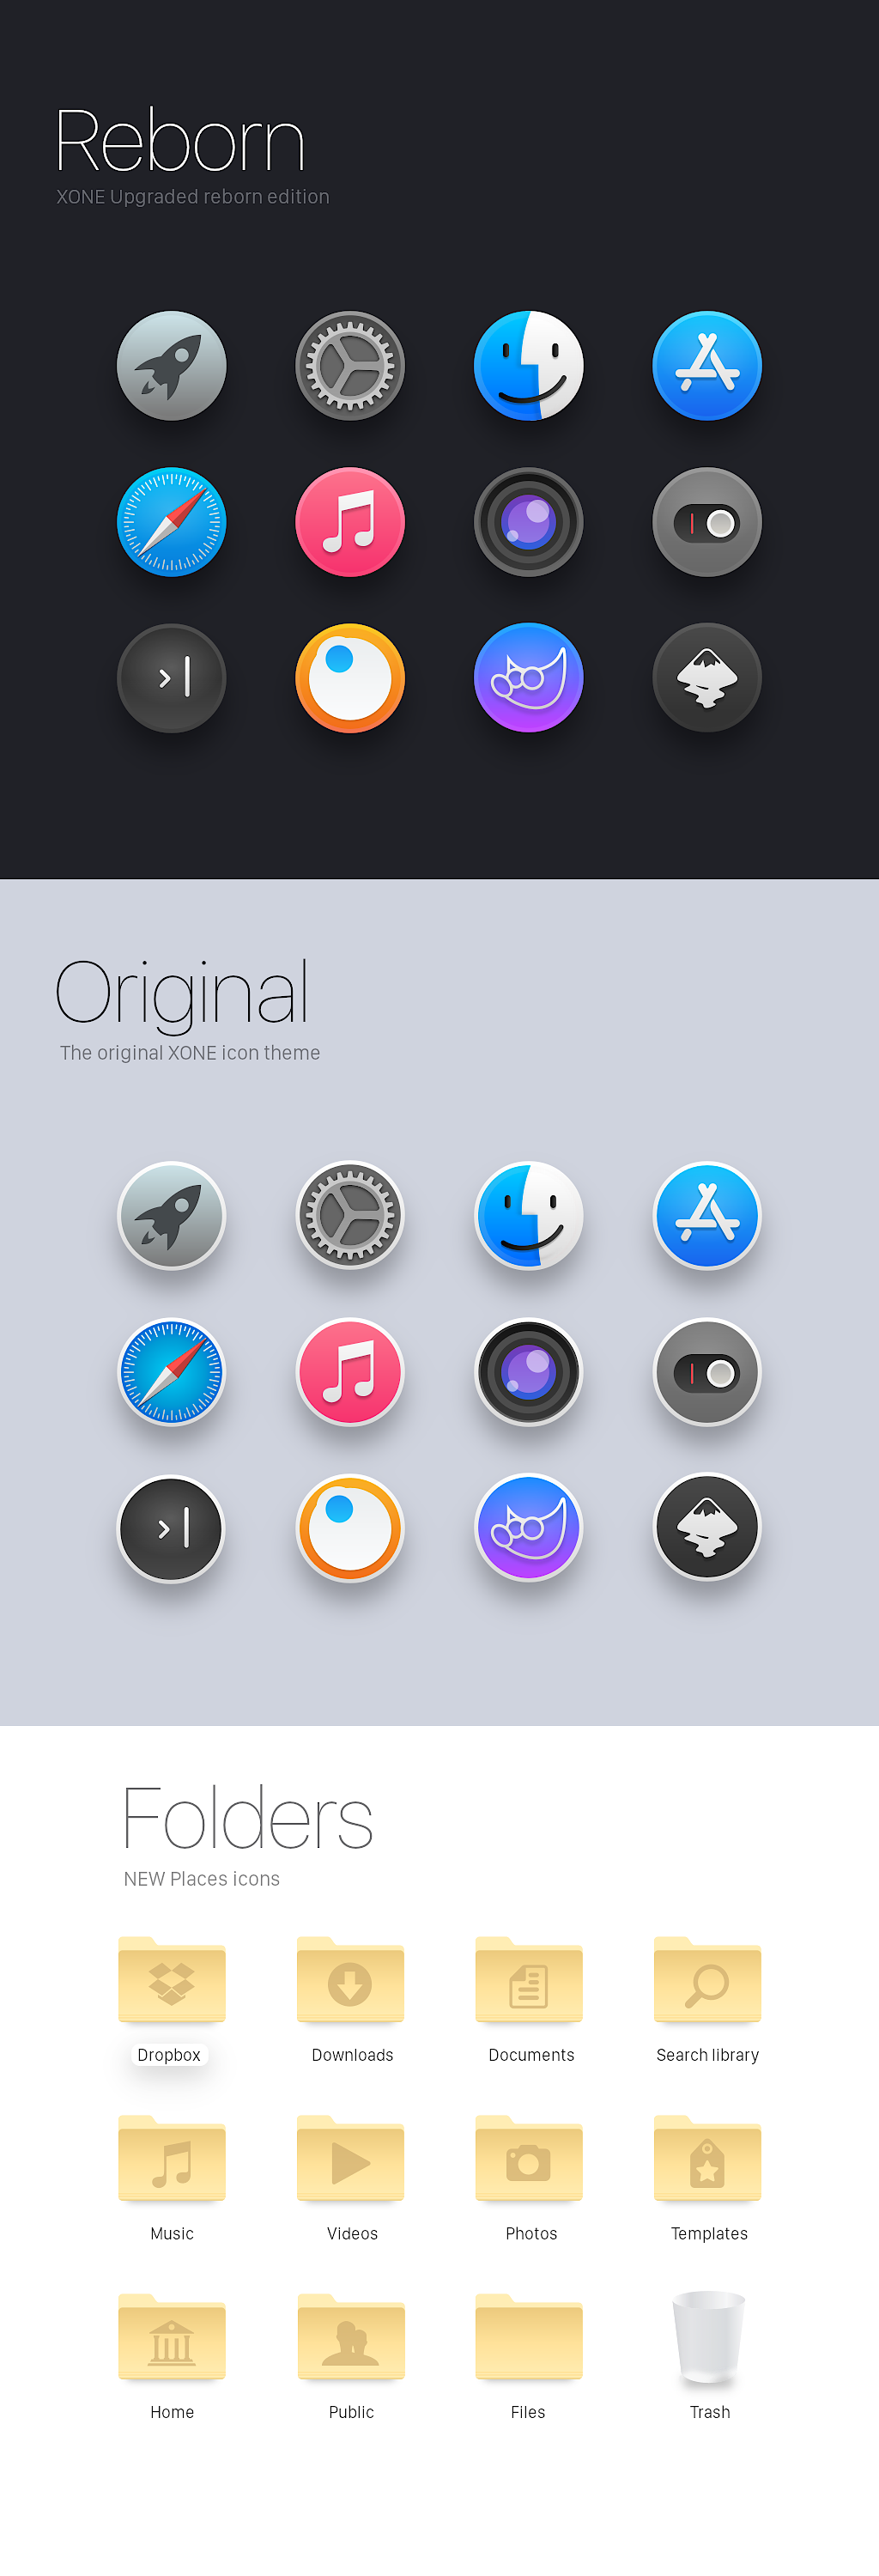 Reborn
XONE Upgraded reborn edition
Original
The original XONE icon theme
Folders
NEW Places icons
Dropbox
Downloads
Documents
Search library
Music
Videos
Photos
Templates
Home
Public
Files
Trash